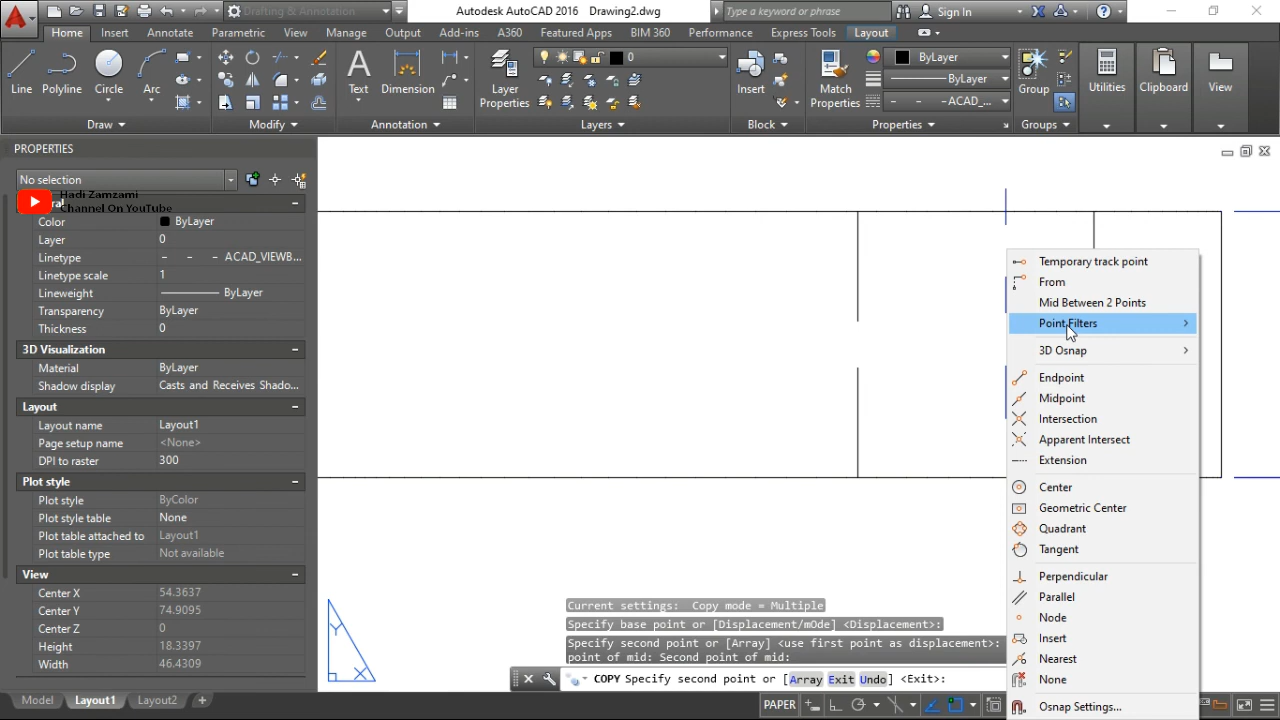 Drafting & Annotation
Autodesk AutoCAD 2016 Drawing2.dwg
Type a keyword or phrase
Sign In
Home Insert Annotate Parametric View Manage Output Add-ins A360 Featured Apps BIM 360 Performance Express Tools Layout
Line Polyline Circle Arc
Text Dimension
Layer Properties
0
Insert
Match Properties
ByLayer
ByLayer
ACAD_...
Group
Utilities
Clipboard
View
Draw Modify Annotation Layers Block Properties Groups
PROPERTIES
No selection
Hadi Zamzami
Channel On YouTube
Color ByLayer
Layer 0
Linetype ACAD_VIEWB...
Linetype scale 1
Lineweight ByLayer
Transparency ByLayer
Thickness 0
3D Visualization
Material ByLayer
Shadow display Casts and Receives Shado...
Layout
Layout name Layout1
Page setup name <None>
DPI to raster 300
Plot style
Plot style ByColor
Plot style table None
Plot table attached to Layout1
Plot table type Not available
View
Center X 54.3637
Center Y 74.9095
Center Z 0
Height 18.3397
Width 46.4309
Temporary track point
From
Mid Between 2 Points
Point Filters
3D Osnap
Endpoint
Midpoint
Intersection
Apparent Intersect
Extension
Center
Geometric Center
Quadrant
Tangent
Perpendicular
Parallel
Node
Insert
Nearest
None
Osnap Settings...
Y
X
Current settings: Copy mode = Multiple
Specify base point or [Displacement/mOde] <Displacement>:
Specify second point or [Array] <use first point as displacement>:
point of mid: Second point of mid:
COPY Specify second point or [Array Exit Undo] <Exit>:
Model Layout1 Layout2 +
PAPER